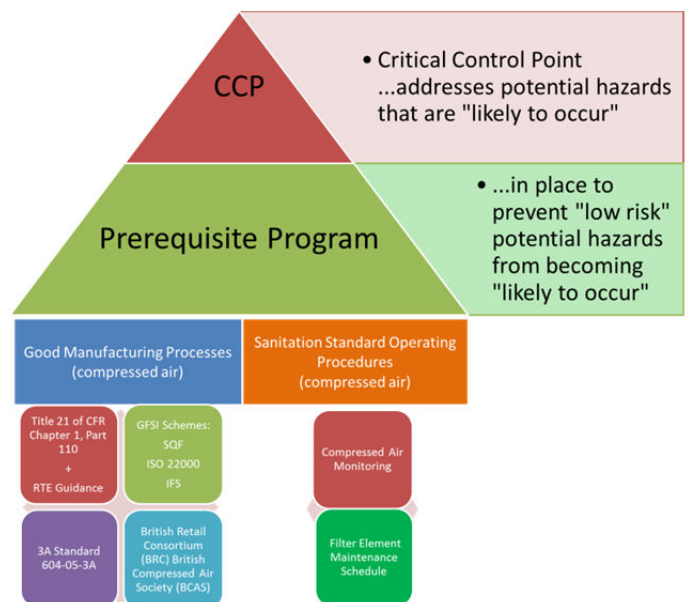 CCP
• Critical Control Point
...addresses potential hazards
that are "likely to occur"
Prerequisite Program
• ...in place to
prevent "low risk"
potential hazards
from becoming
"likely to occur"
Good Manufacturing Processes
(compressed air)
Sanitation Standard Operating
Procedures
(compressed air)
Title 21 of CFR
Chapter 1, Part
110
+
RTE Guidance
GFSI Schemes:
SQF
ISO 22000
IFS
3A Standard
604-05-3A
British Retail
Consortium
(BRC) British
Compressed Air
Society (BCAS)
Compressed Air
Monitoring
Filter Element
Maintenance
Schedule